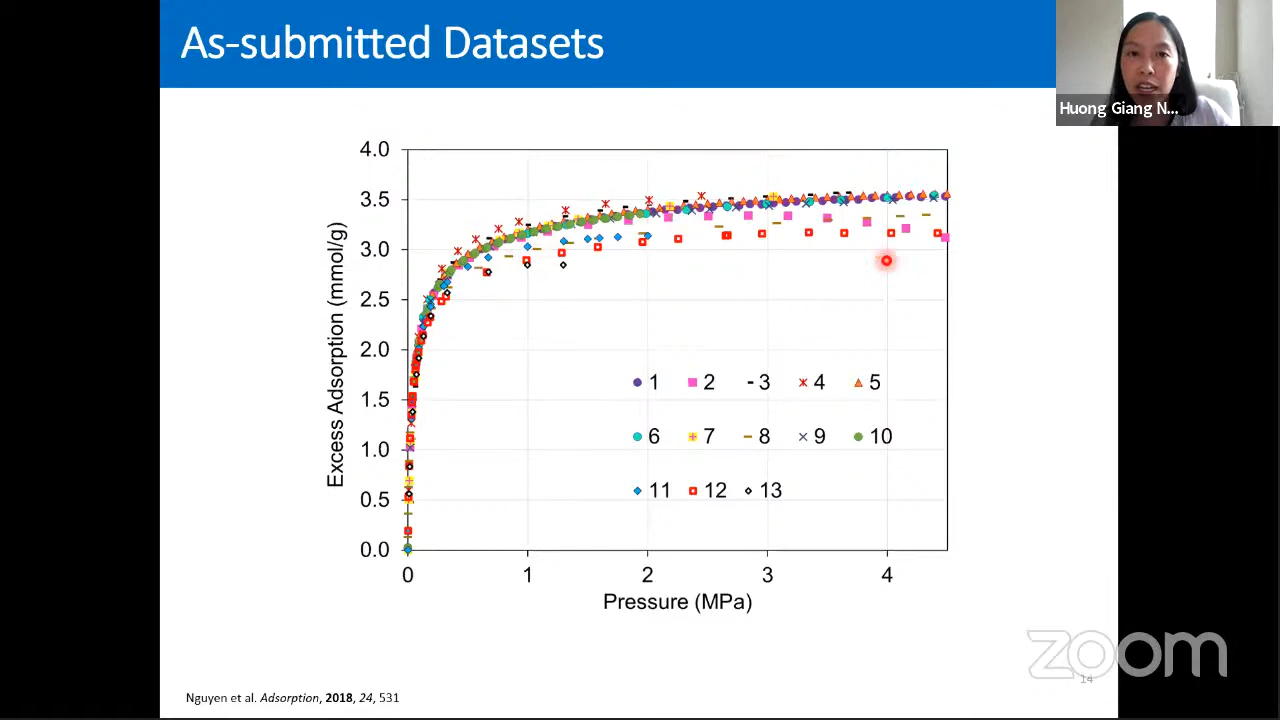 As-submitted Datasets
Huong Giang N...
4.0
3.5
3.0
2.5
2.0
1.5
1.0
0.5
0.0
Excess Adsorption (mmol/g)
1 2 3 4 5
6 7 8 9 10
11 12 13
0 1 2 3 4
Pressure (MPa)
zoom
14
Nguyen et al. Adsorption, 2018, 24, 531